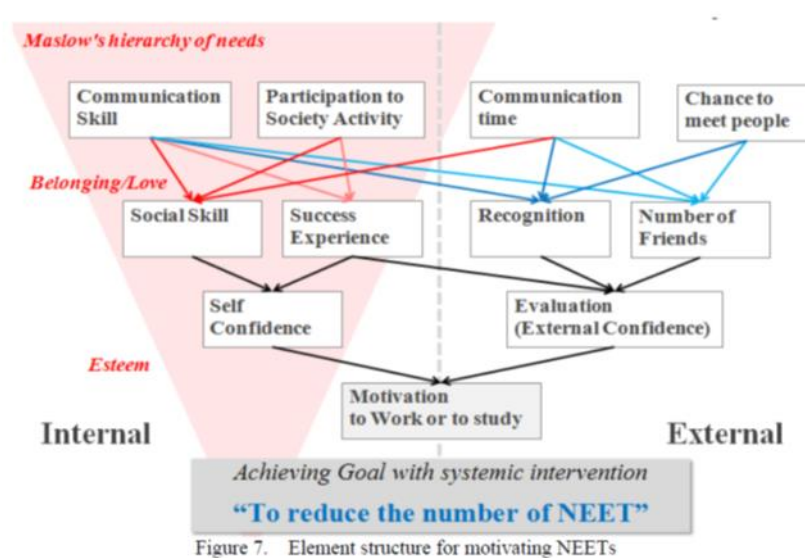 Maslow's hierarchy of needs
Communication
Skill
Participation to
Society Activity
Communication
time
Chance to
meet people
Belonging/Love
Social Skill
Success
Experience
Recognition
Number of
Friends
Self
Confidence
Evaluation
(External Confidence)
Esteem
Motivation
to Work or to study
Internal
External
Achieving Goal with systemic intervention
“To reduce the number of NEET”
Figure 7. Element structure for motivating NEETs